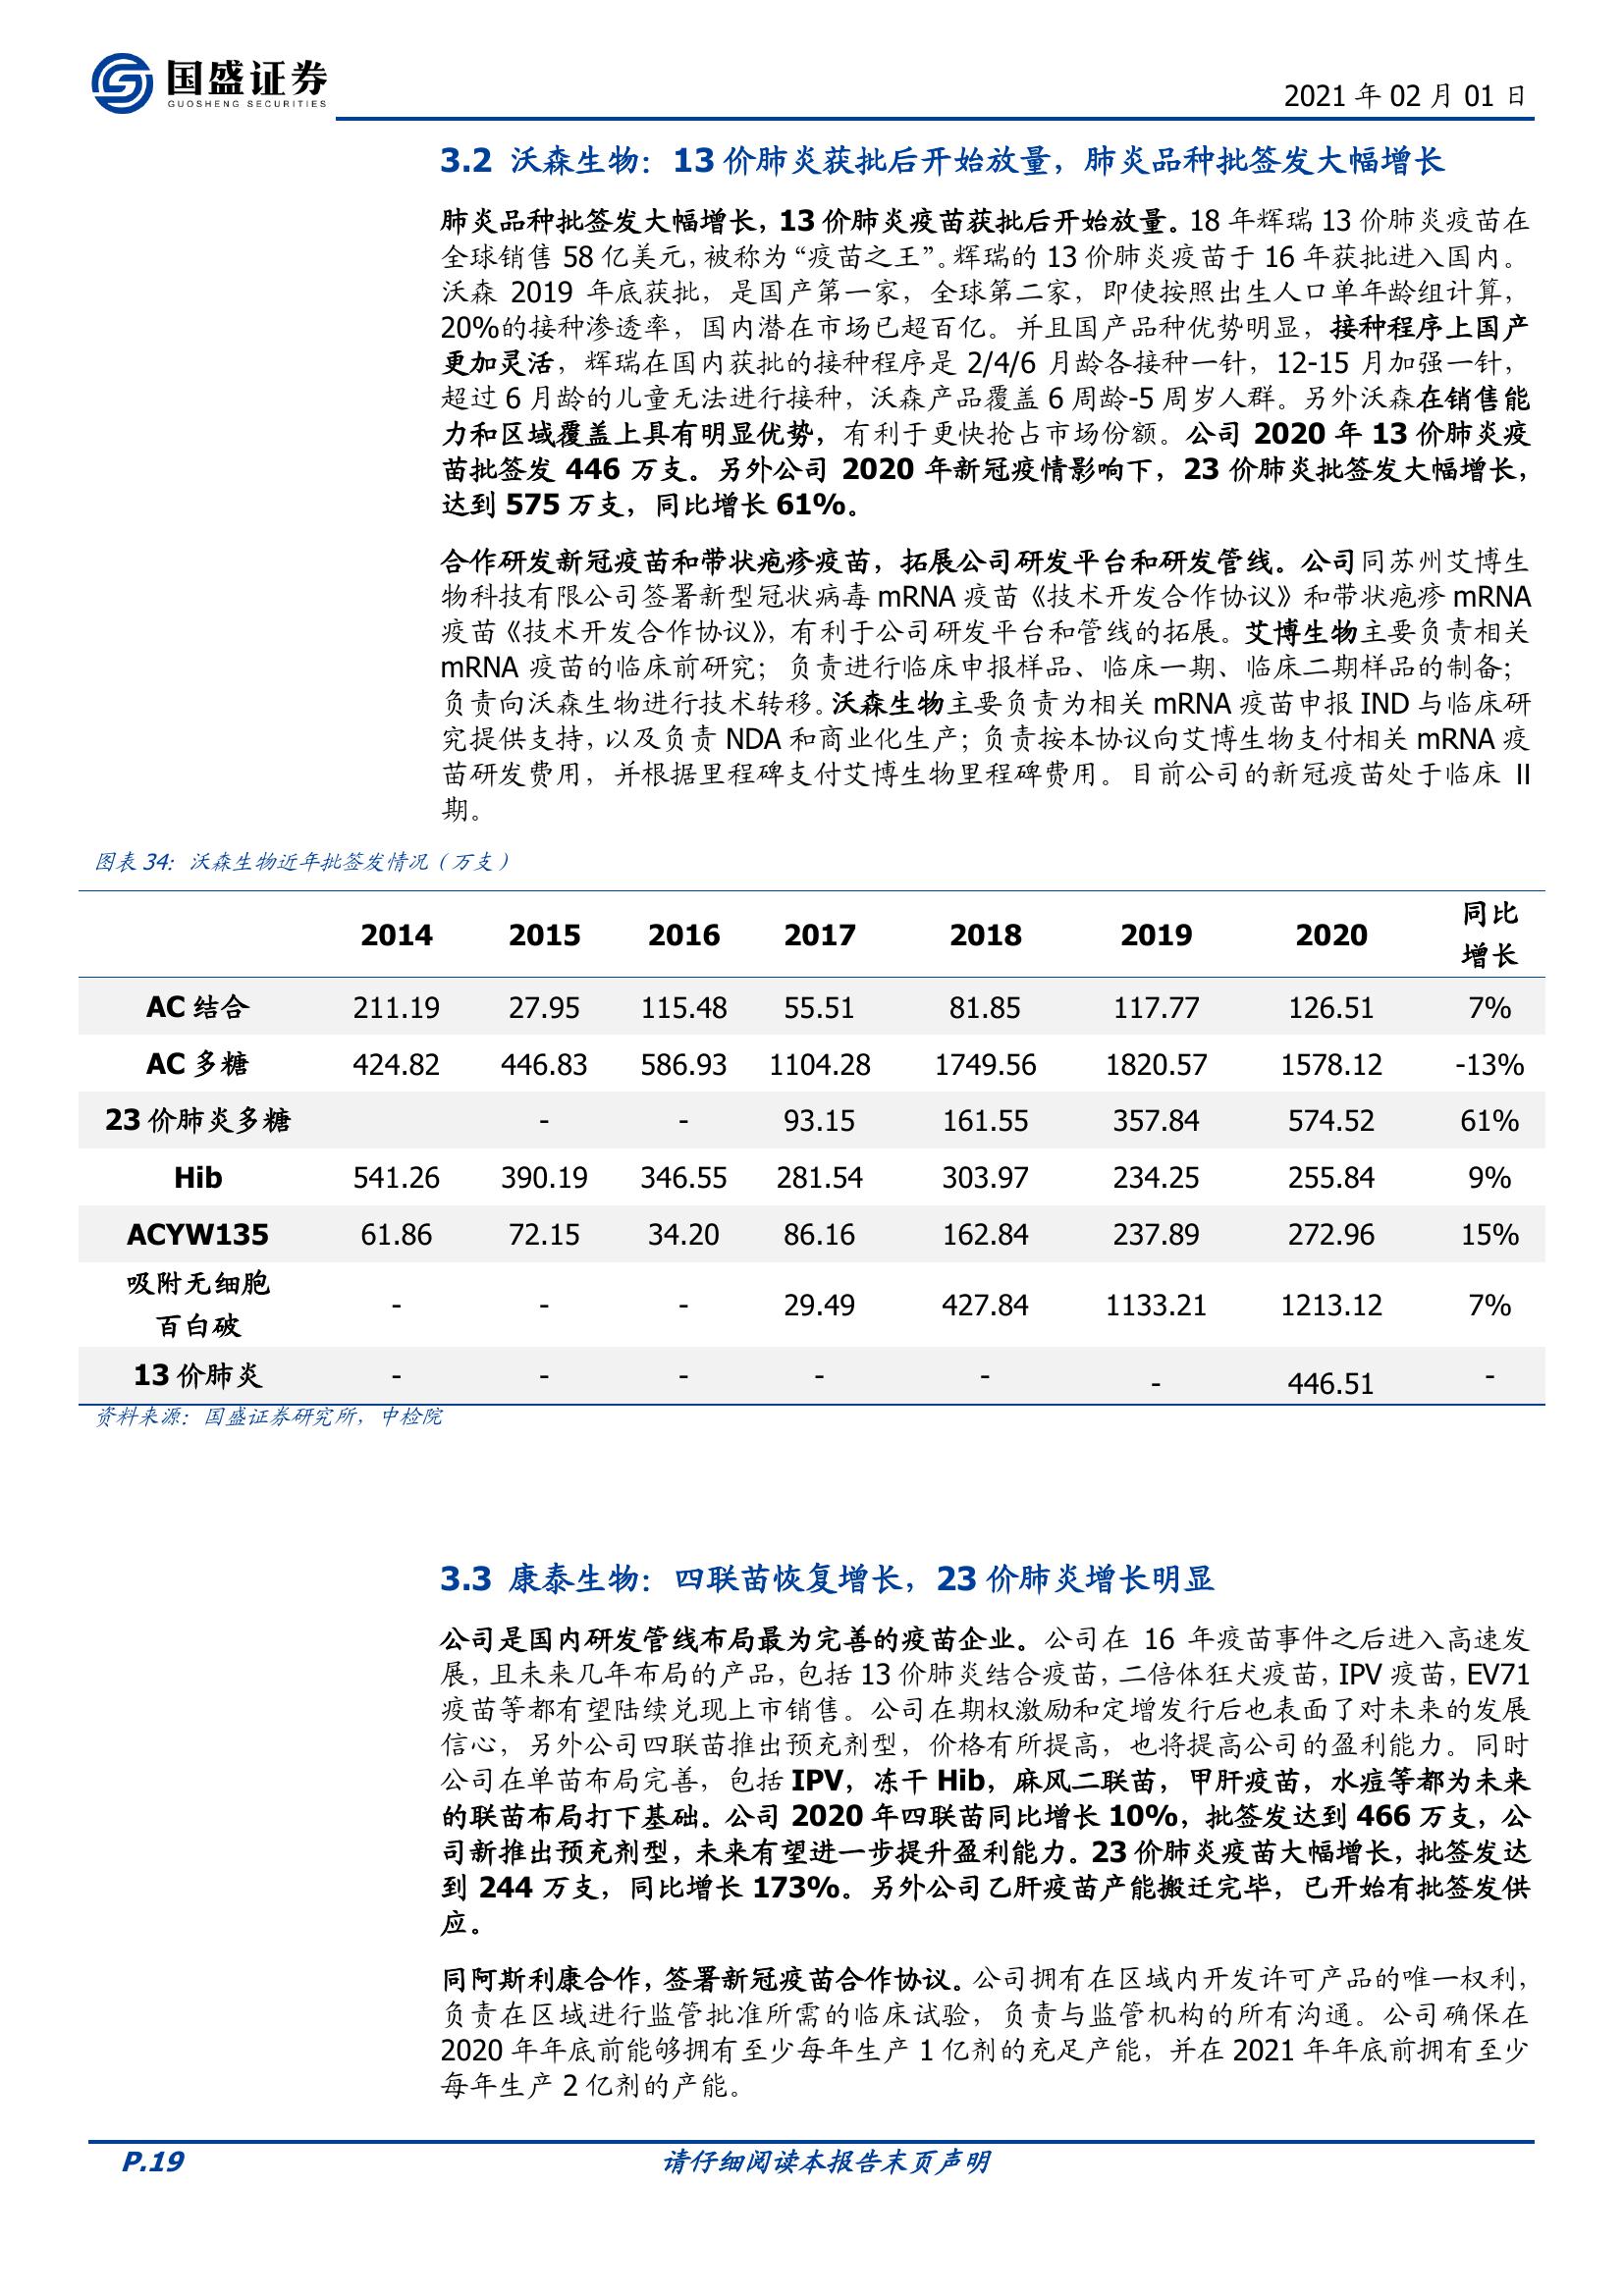 国盛证券
GUOSHENG SECURITIES
2021 年 02 月 01 日
3.2 沃森生物：13 价肺炎获批后开始放量，肺炎品种批签发大幅增长
肺炎品种批签发大幅增长，13 价肺炎疫苗获批后开始放量。18 年辉瑞 13 价肺炎疫苗在
全球销售 58 亿美元，被称为“疫苗之王”。辉瑞的 13 价肺炎疫苗于 16 年获批进入国内。
沃森 2019 年底获批，是国产第一家，全球第二家，即使按照出生人口单年龄组计算，
20%的接种渗透率，国内潜在市场已超百亿。并且国产品种优势明显，接种程序上国产
更加灵活，辉瑞在国内获批的接种程序是 2/4/6 月龄各接种一针，12-15 月加强一针，
超过 6 月龄的儿童无法进行接种，沃森产品覆盖 6 周龄-5 周岁人群。另外沃森在销售能
力和区域覆盖上具有明显优势，有利于更快抢占市场份额。公司 2020 年 13 价肺炎疫
苗批签发 446 万支。另外公司 2020 年新冠疫情影响下，23 价肺炎批签发大幅增长，
达到 575 万支，同比增长 61%。
合作研发新冠疫苗和带状疱疹疫苗，拓展公司研发平台和研发管线。公司同苏州艾博生
物科技有限公司签署新型冠状病毒 mRNA 疫苗《技术开发合作协议》和带状疱疹 mRNA
疫苗《技术开发合作协议》，有利于公司研发平台和管线的拓展。艾博生物主要负责相关
mRNA 疫苗的临床前研究；负责进行临床申报样品、临床一期、临床二期样品的制备；
负责向沃森生物进行技术转移。沃森生物主要负责为相关 mRNA 疫苗申报 IND 与临床研
究提供支持，以及负责 NDA 和商业化生产；负责按本协议向艾博生物支付相关 mRNA 疫
苗研发费用，并根据里程碑支付艾博生物里程碑费用。目前公司的新冠疫苗处于临床 II
期。
图表 34：沃森生物近年批签发情况（万支）
2014 2015 2016 2017 2018 2019 2020 同比
增长
AC 结合 211.19 27.95 115.48 55.51 81.85 117.77 126.51 7%
AC 多糖 424.82 446.83 586.93 1104.28 1749.56 1820.57 1578.12 -13%
23 价肺炎多糖 - - 93.15 161.55 357.84 574.52 61%
Hib 541.26 390.19 346.55 281.54 303.97 234.25 255.84 9%
ACYW135 61.86 72.15 34.20 86.16 162.84 237.89 272.96 15%
吸附无细胞
百白破 - - - 29.49 427.84 1133.21 1213.12 7%
13 价肺炎 - - - - - - 446.51 -
资料来源：国盛证券研究所，中检院
3.3 康泰生物：四联苗恢复增长，23 价肺炎增长明显
公司是国内研发管线布局最为完善的疫苗企业。公司在 16 年疫苗事件之后进入高速发
展，且未来几年布局的产品，包括 13 价肺炎结合疫苗，二倍体狂犬疫苗，IPV 疫苗，EV71
疫苗等都有望陆续兑现上市销售。公司在期权激励和定增发行后也表面了对未来的发展
信心，另外公司四联苗推出预充剂型，价格有所提高，也将提高公司的盈利能力。同时
公司在单苗布局完善，包括 IPV，冻干 Hib，麻风二联苗，甲肝疫苗，水痘等都为未来
的联苗布局打下基础。公司 2020 年四联苗同比增长 10%，批签发达到 466 万支，公
司新推出预充剂型，未来有望进一步提升盈利能力。23 价肺炎疫苗大幅增长，批签发达
到 244 万支，同比增长 173%。另外公司乙肝疫苗产能搬迁完毕，已开始有批签发供
应。
同阿斯利康合作，签署新冠疫苗合作协议。公司拥有在区域内开发许可产品的唯一权利，
负责在区域进行监管批准所需的临床试验，负责与监管机构的所有沟通。公司确保在
2020 年年底前能够拥有至少每年生产 1 亿剂的充足产能，并在 2021 年年底前拥有至少
每年生产 2 亿剂的产能。
P.19 请仔细阅读本报告末页声明